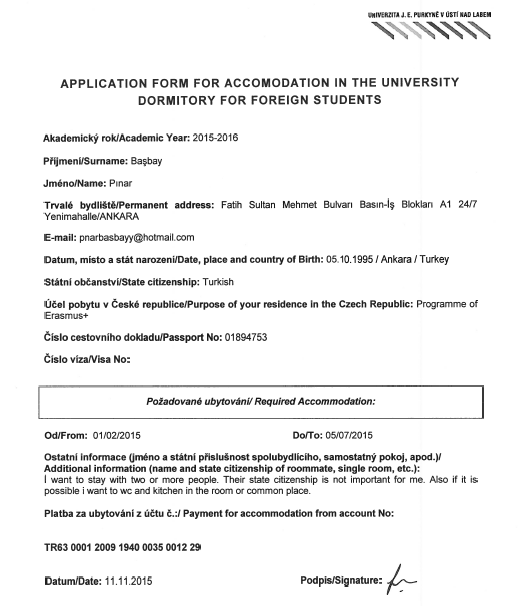 UNIVERZITA J. E. PURKYNĚ V ÚSTÍ NAD LABEM
APPLICATION FORM FOR ACCOMODATION IN THE UNIVERSITY
DORMITORY FOR FOREIGN STUDENTS
Akademický rok/Academic Year: 2015-2016
Příjmení/Surname: Başbay
Jméno/Name: Pınar
Trvalé bydliště/Permanent address: Fatih Sultan Mehmet Bulvarı Basın-İş Blokları A1 24/7
Yenimahalle/ANKARA
E-mail: pnarbasbayy@hotmail.com
Datum, místo a stát narození/Date, place and country of Birth: 05.10.1995 / Ankara / Turkey
Státní občanství/State citizenship: Turkish
Účel pobytu v České republice/Purpose of your residence in the Czech Republic: Programme of
Erasmus+
Číslo cestovního dokladu/Passport No: 01894753
Číslo víza/Visa No:
Požadované ubytování/ Required Accommodation:
Od/From: 01/02/2015 Do/To: 05/07/2015
Ostatní informace (jméno a státní příslušnost spolubydlícího, samostatný pokoj, apod.)/
Additional information (name and state citizenship of roommate, single room, etc.):
I want to stay with two or more people. Their state citizenship is not important for me. Also if it is
possible i want to wc and kitchen in the room or common place.
Platba za ubytování z účtu č.:/ Payment for accommodation from account No:
TR63 0001 2009 1940 0035 0012 29
Datum/Date: 11.11.2015 Podpis/Signature: